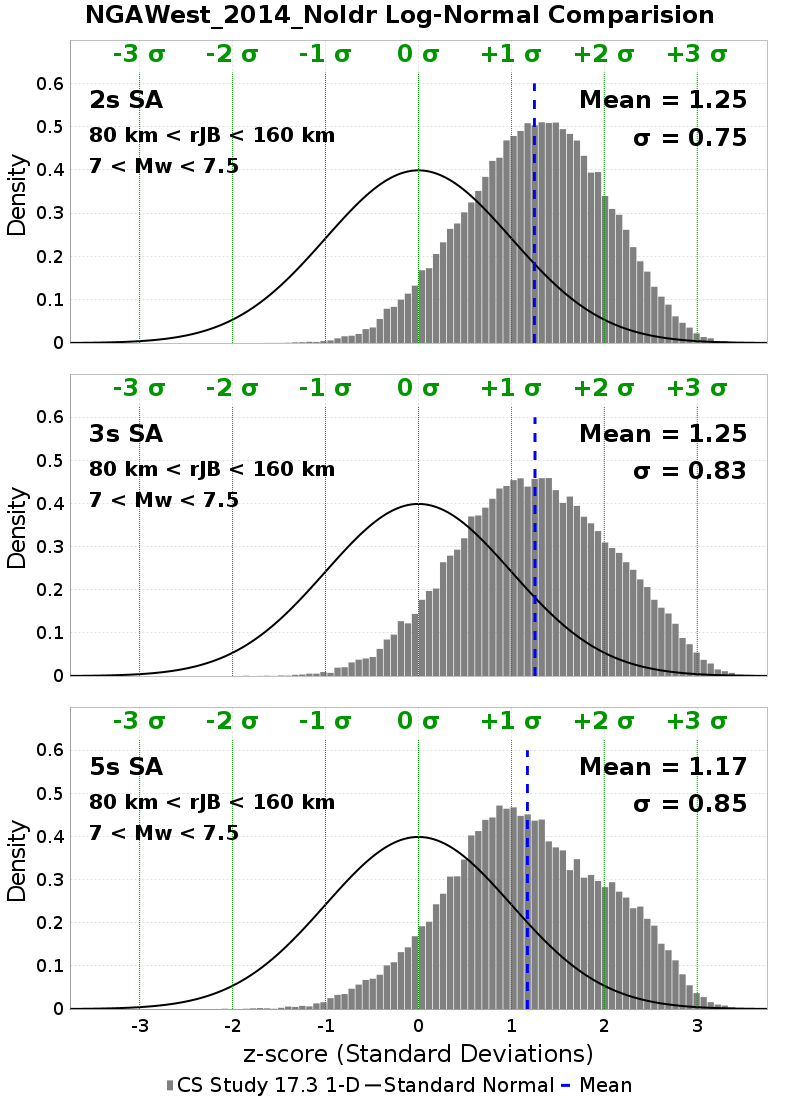 NGAWest_2014_NoIdr Log-Normal Comparision
-3 σ -2 σ -1 σ 0 σ +1 σ +2 σ +3 σ
0.6
2s SA Mean = 1.25
0.5
80 km < rJB < 160 km σ = 0.75
7 < Mw < 7.5
0.4
0.3
0.2
0.1
0
Density
-3 σ -2 σ -1 σ 0 σ +1 σ +2 σ +3 σ
0.6
3s SA Mean = 1.25
0.5
80 km < rJB < 160 km σ = 0.83
7 < Mw < 7.5
0.4
0.3
0.2
0.1
0
Density
-3 σ -2 σ -1 σ 0 σ +1 σ +2 σ +3 σ
0.6
5s SA Mean = 1.17
0.5
80 km < rJB < 160 km σ = 0.85
7 < Mw < 7.5
0.4
0.3
0.2
0.1
0
Density
-3 -2 -1 0 1 2 3
z-score (Standard Deviations)
CS Study 17.3 1-D Standard Normal Mean